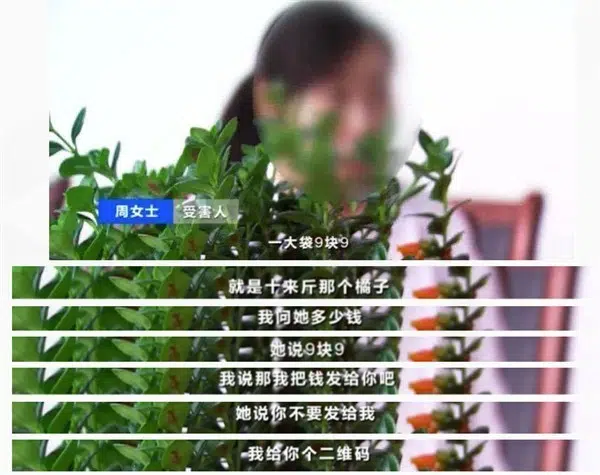 周女士 受害人
一大袋9块9
就是十来斤那个橘子
我问她多少钱
她说9块9
我说那我把钱发给你吧
她说你不要发给我
我给你个二维码